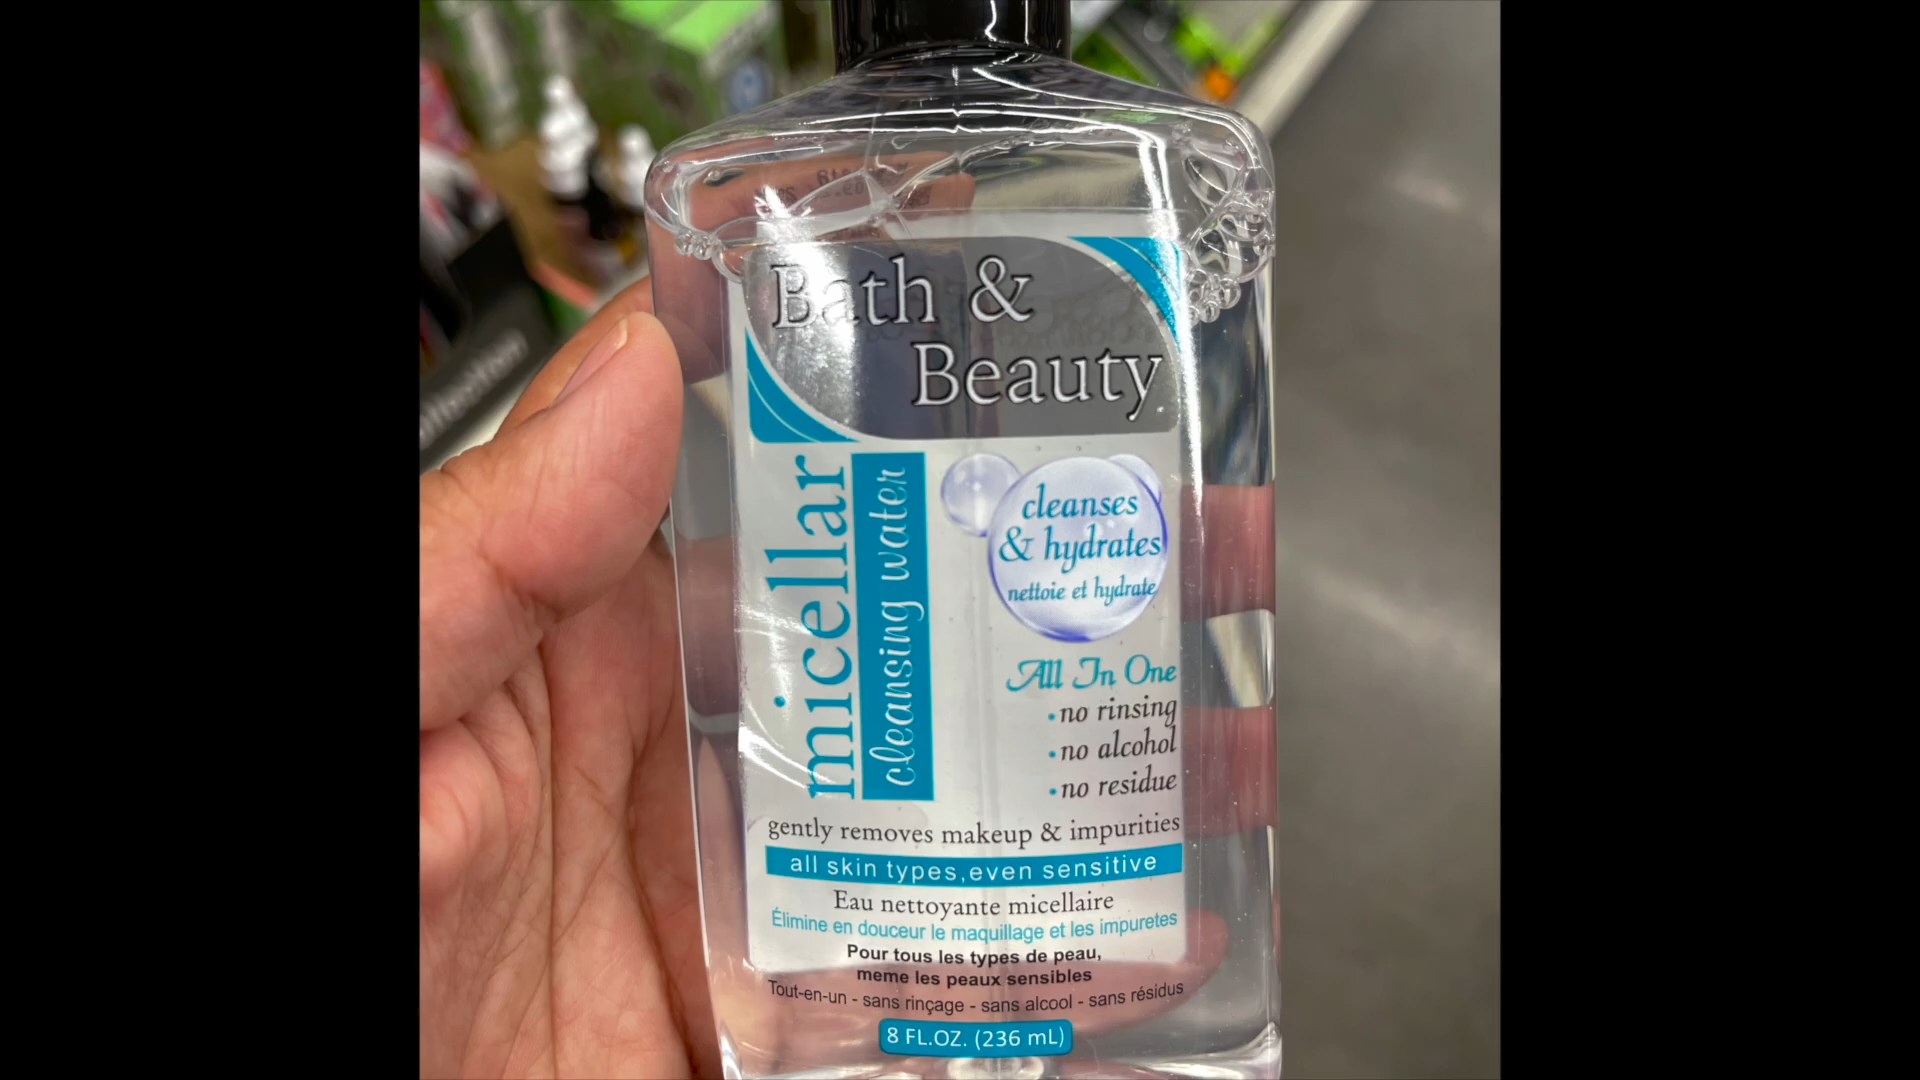 Bath &
Beauty
micellar
cleansing water
cleanses
& hydrates
nettoie et hydrate
All In One
• no rinsing
• no alcohol
• no residue
gently removes makeup & impurities
all skin types,even sensitive
Eau nettoyante micellaire
Élimine en douceur le maquillage et les impuretes
Pour tous les types de peau,
meme les peaux sensibles
Tout-en-un - sans rinçage - sans alcool - sans résidus
8 FL.OZ. (236 mL)